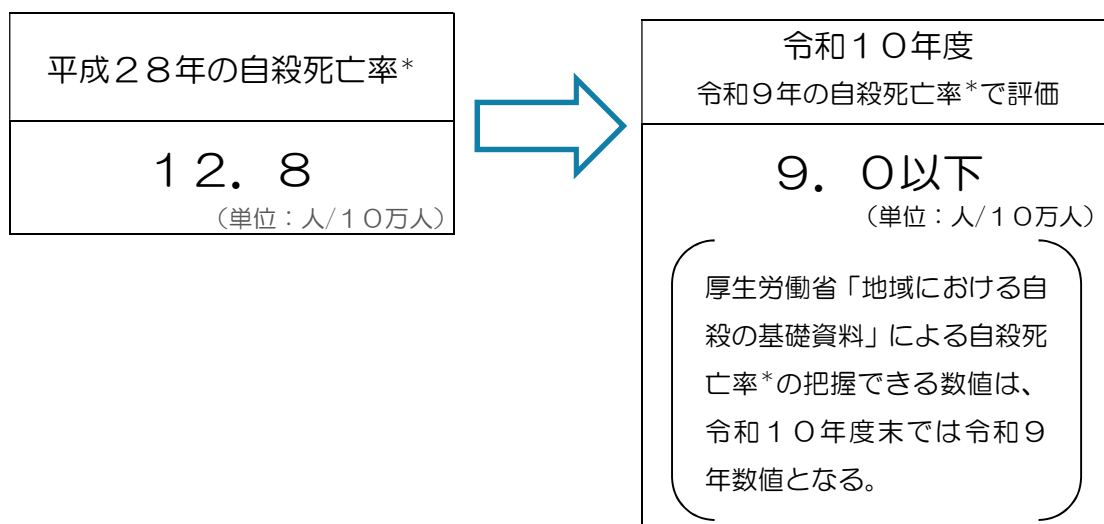 平成２８年の自殺死亡率*
１２．８
（単位：人/１０万人）
令和１０年度
令和９年の自殺死亡率*で評価
９．０以下
（単位：人/１０万人）
厚生労働省「地域における自
殺の基礎資料」による自殺死
亡率*の把握できる数値は、
令和１０年度末では令和９
年数値となる。